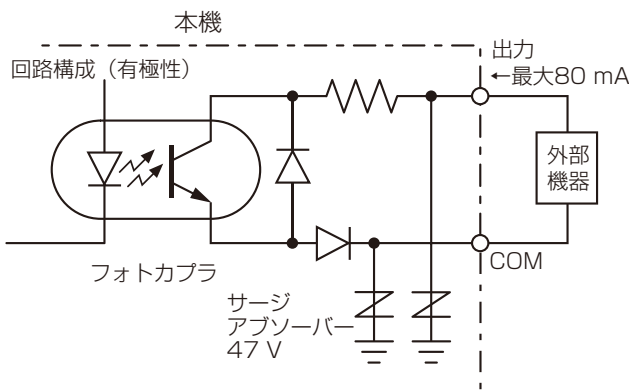 本機
出力
回路構成（有極性）
←最大80 mA
外部
機器
COM
フォトカプラ
サージ
アブソーバー
47 V